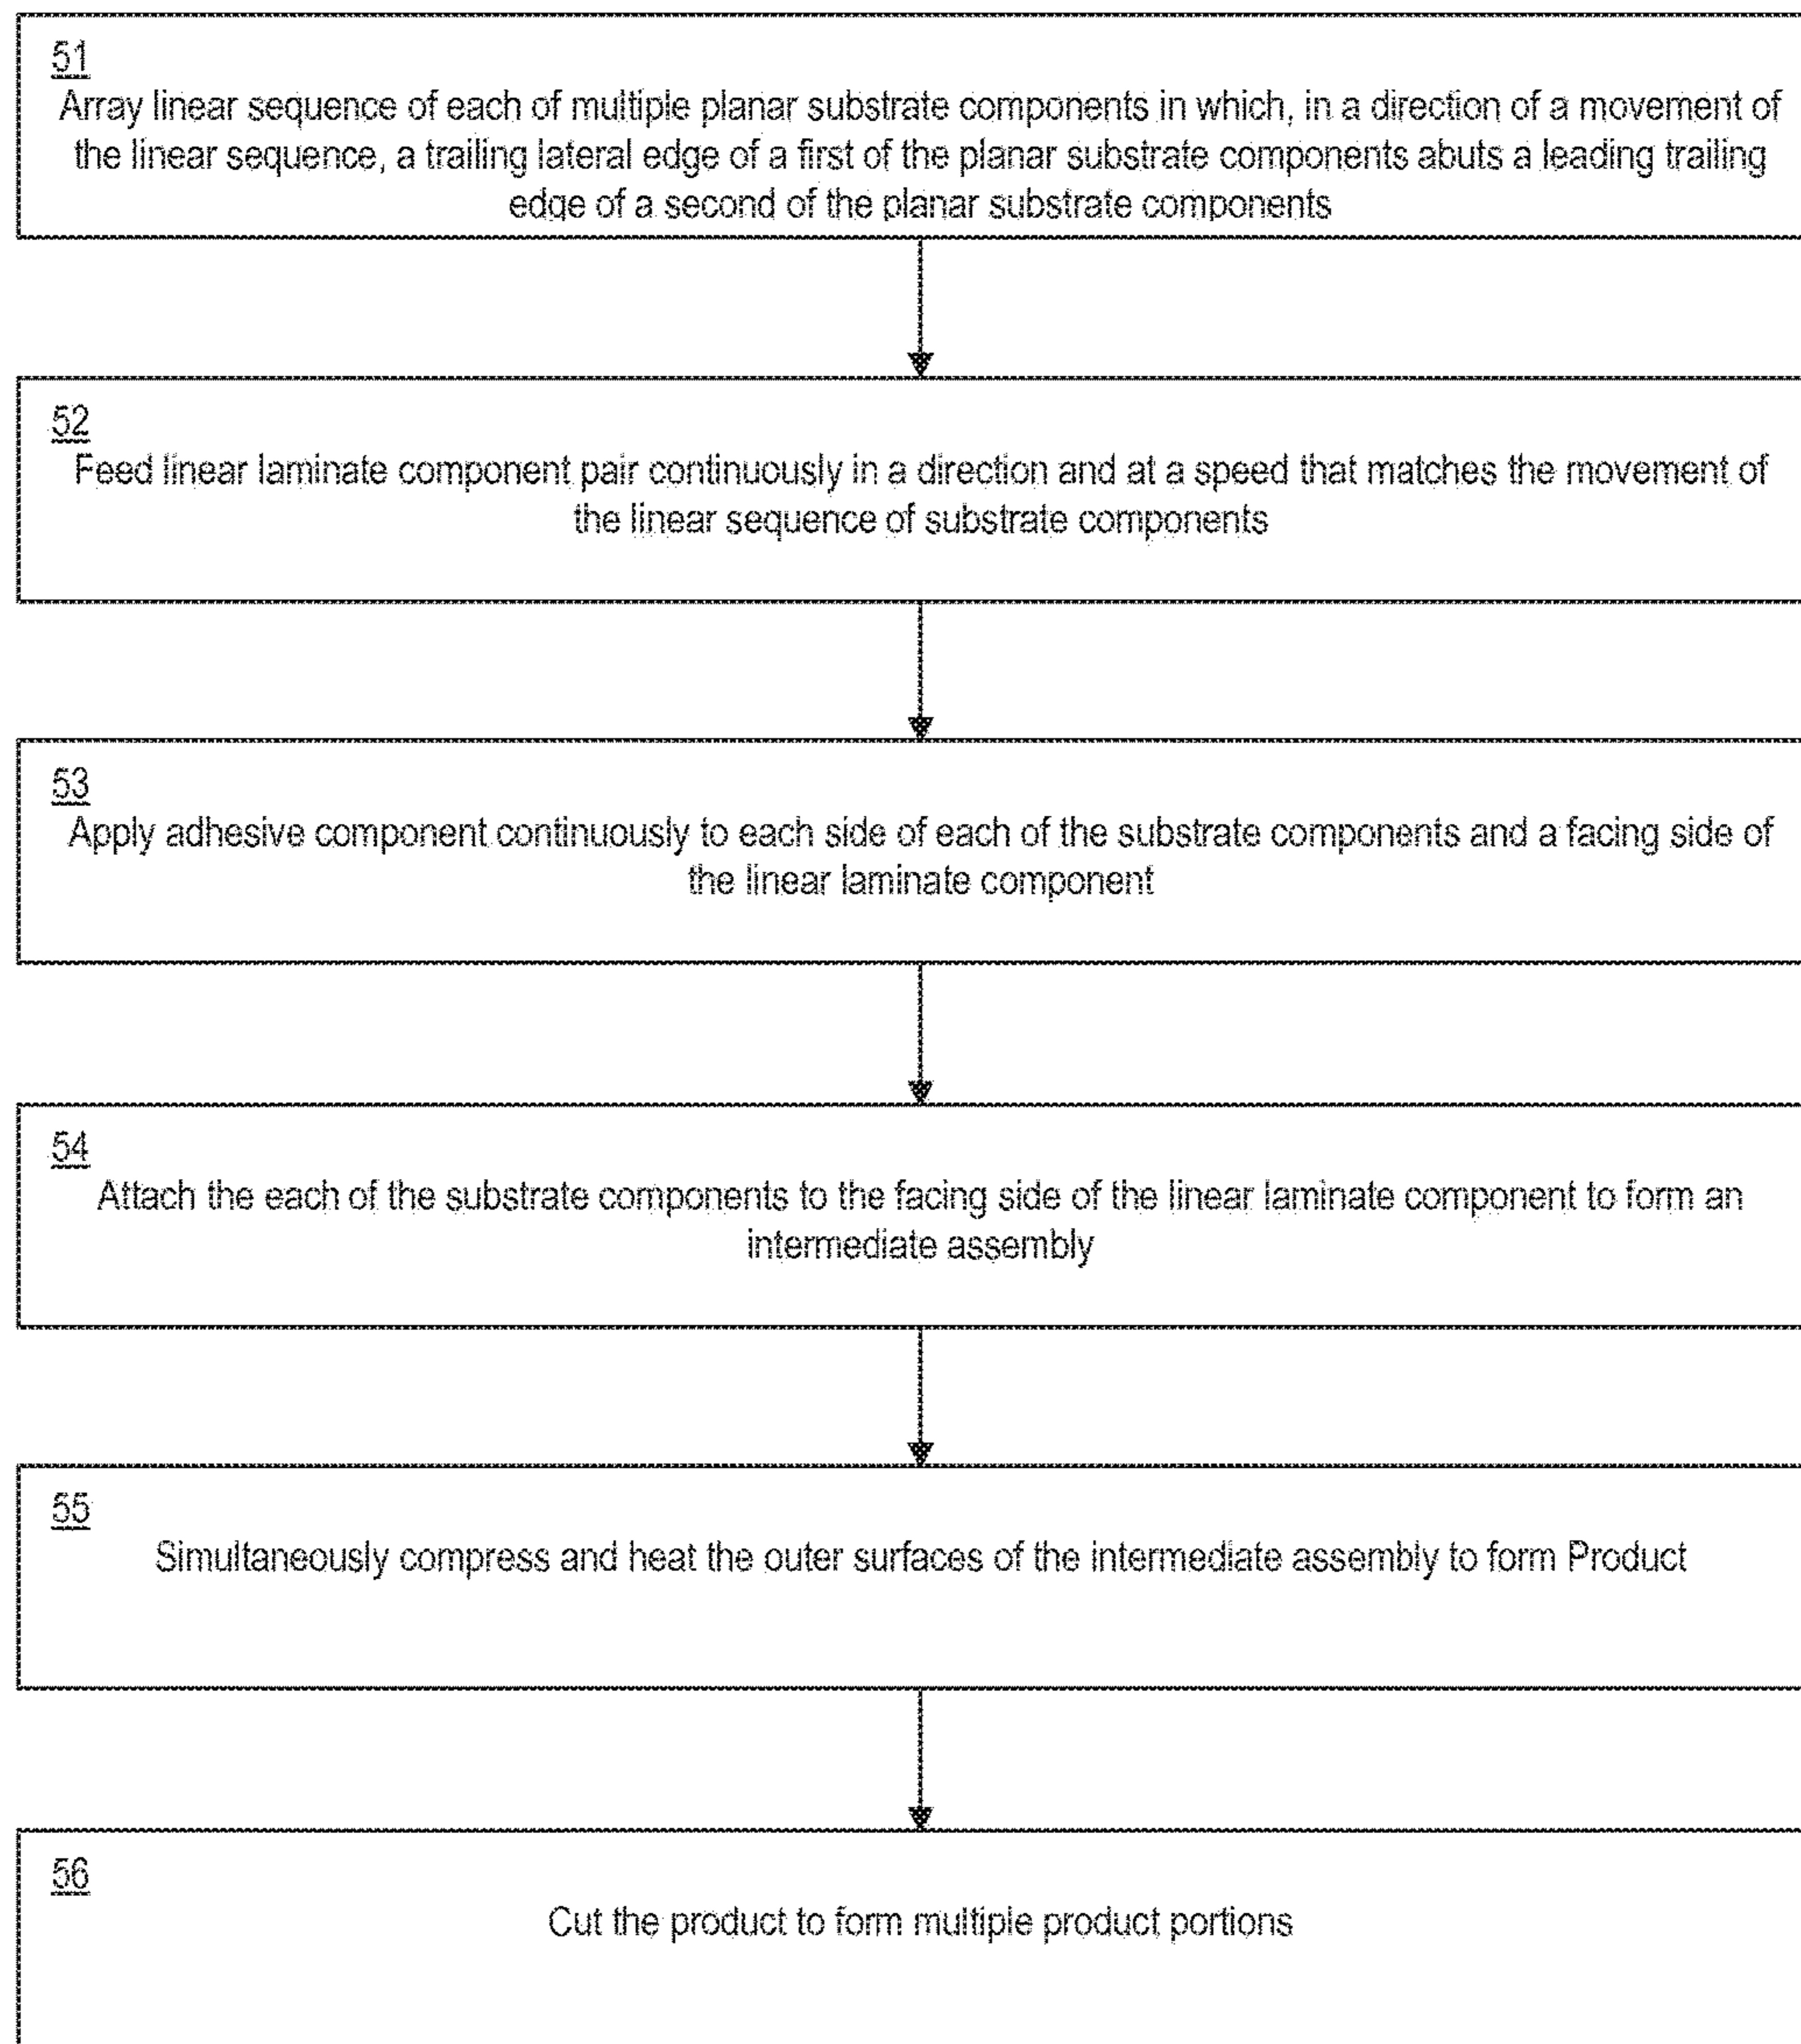 51
Array linear sequence of each of multiple planar substrate components in which, in a direction of a movement of
the linear sequence, a trailing lateral edge of a first of the planar substrate components abuts a leading trailing
edge of a second of the planar substrate components
52
Feed linear laminate component pair continuously in a direction and at a speed that matches the movement of
the linear sequence of substrate components
53
Apply adhesive component continuously to each side of each of the substrate components and a facing side of
the linear laminate component
54
Attach the each of the substrate components to the facing side of the linear laminate component to form an
intermediate assembly
55
Simultaneously compress and heat the outer surfaces of the intermediate assembly to form Product
56
Cut the product to form multiple product portions